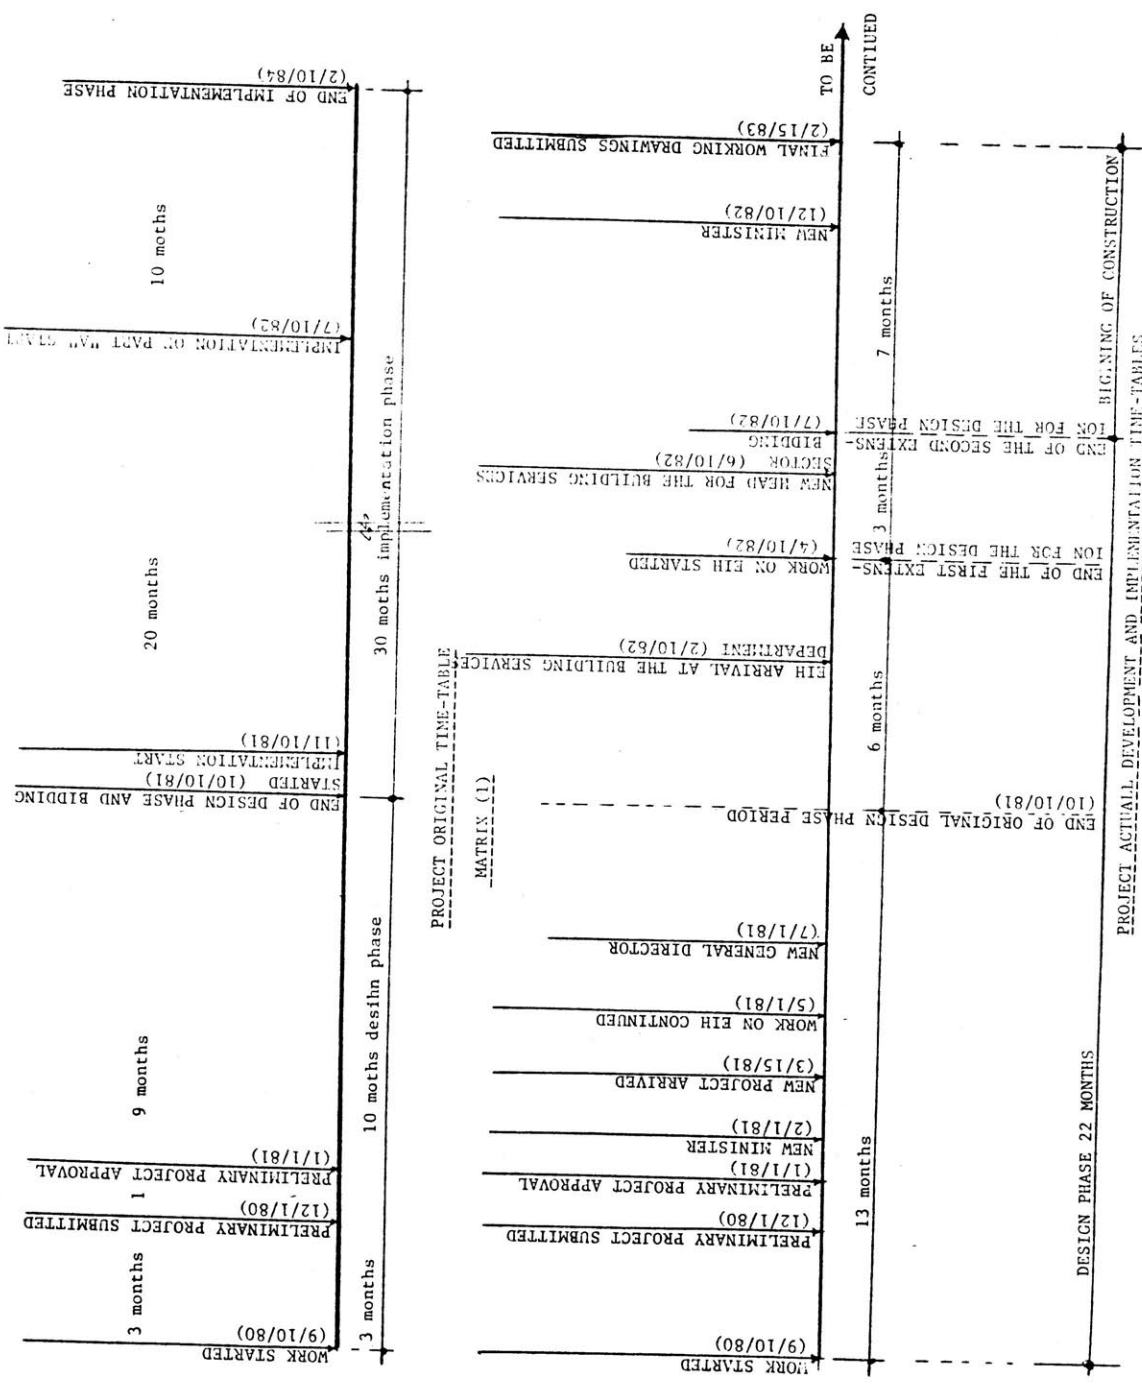 WORK STARTED
(9/10/80)
PRELIMINARY PROJECT SUBMITTED
(12/1/80)
PRELIMINARY PROJECT APPROVAL
(1/1/81)
END OF DESIGN PHASE AND BIDDING
STARTED (10/10/81)
IMPLEMENTATION START
(11/10/81)
IMPLEMENTATION OF PART "A" START
(7/10/82)
END OF IMPLEMENTATION PHASE
(2/10/84)
3 months
1
9 months
20 months
10 moths
3 months
10 moths desihn phase
30 moths implementation phase
PROJECT ORIGINAL TIME-TABLE
MATRIX (1)
WORK STARTED
(9/10/80)
PRELIMINARY PROJECT SUBMITTED
(12/1/80)
PRELIMINARY PROJECT APPROVAL
(1/1/81)
NEW MINISTER
(2/1/81)
NEW PROJECT ARRIVED
(3/15/81)
WORK ON EIH CONTINUED
(5/1/81)
NEW GENERAL DIRECTOR
(7/1/81)
END OF ORIGINAL DESIGN PHASE PERIOD
(10/10/81)
EIH ARRIVAL AT THE BUILDING SERVICES
DEPARTMENT (2/10/82)
WORK ON EIH STARTED
(4/10/82)
NEW HEAD FOR THE BUILDING SERVICES
SECTOR (6/10/82)
BIDDING
(7/10/82)
NEW MINISTER
(12/10/82)
FINAL WORKING DRAWINGS SUBMITTED
(2/15/83)
TO BE
CONTIUED
13 months
6 months
3 months
7 months
END OF THE FIRST EXTENS-
ION FOR THE DESIGN PHASE
END OF THE SECOND EXTENS-
ION FOR THE DESIGN PHASE
DESIGN PHASE 22 MONTHS
BIGINING OF CONSTRUCTION
PROJECT ACTUALL DEVELOPMENT AND IMPLEMENTATION TIME-TABLES